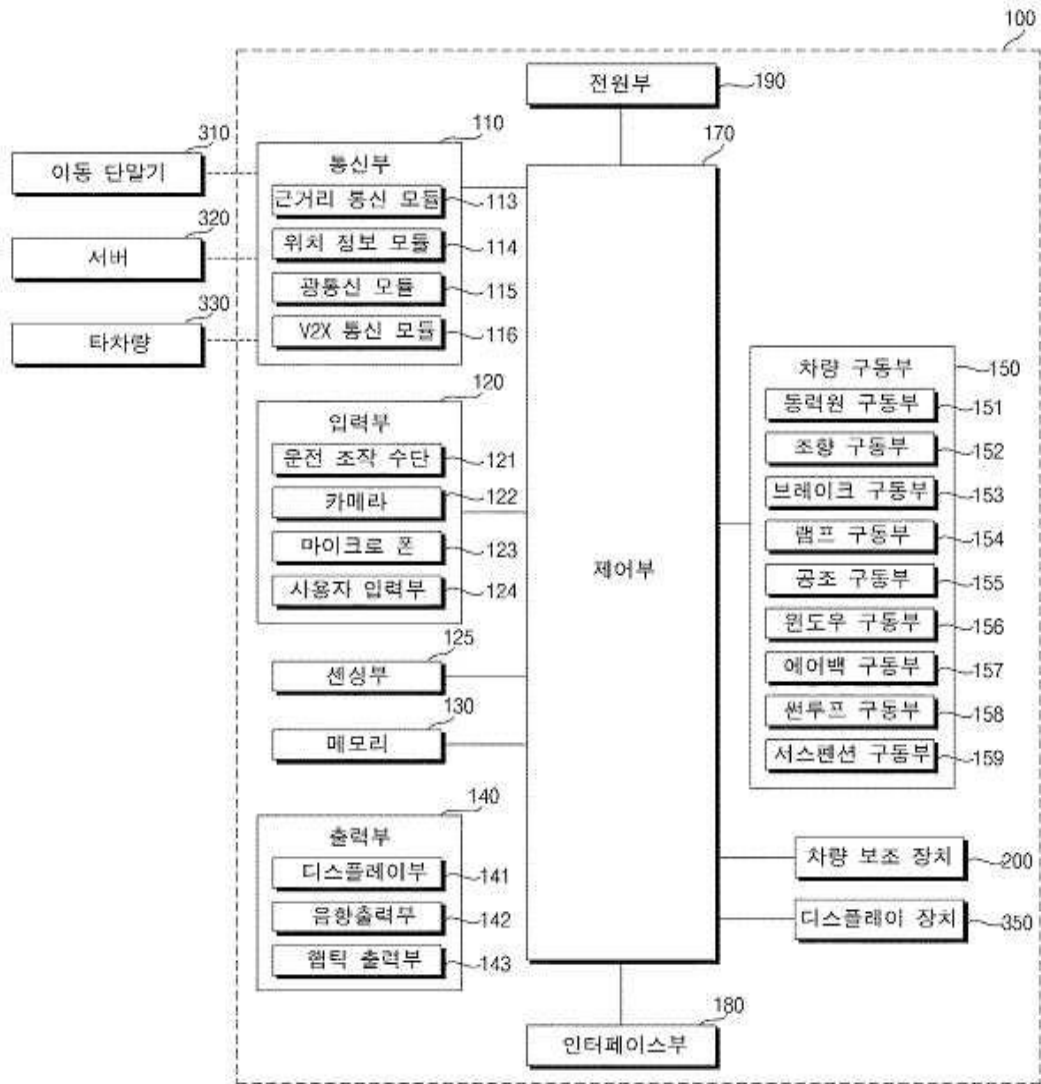 100
전원부 190
310
이동 단말기
320
서버
330
타차량
110
통신부
근거리 통신 모듈 113
위치 정보 모듈 114
광통신 모듈 115
V2X 통신 모듈 116
120
입력부
운전 조작 수단 121
카메라 122
마이크로 폰 123
사용자 입력부 124
125
센싱부
130
메모리
140
출력부
디스플레이부 141
음향출력부 142
햅틱 출력부 143
170
제어부
차량 구동부 150
동력원 구동부 151
조향 구동부 152
브레이크 구동부 153
램프 구동부 154
공조 구동부 155
윈도우 구동부 156
에어백 구동부 157
썬루프 구동부 158
서스펜션 구동부 159
차량 보조 장치 200
디스플레이 장치 350
180
인터페이스부